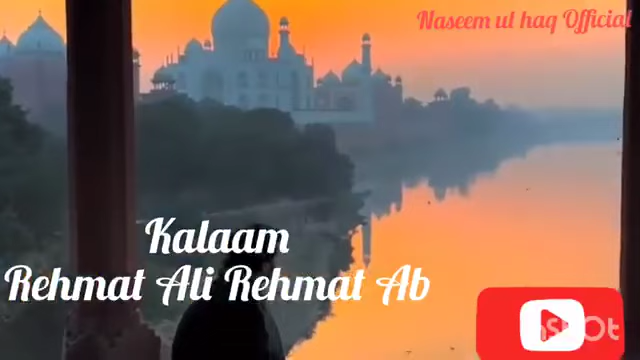 Naseem ul haq Official
Kalaam
Rehmat Ali Rehmat Ab